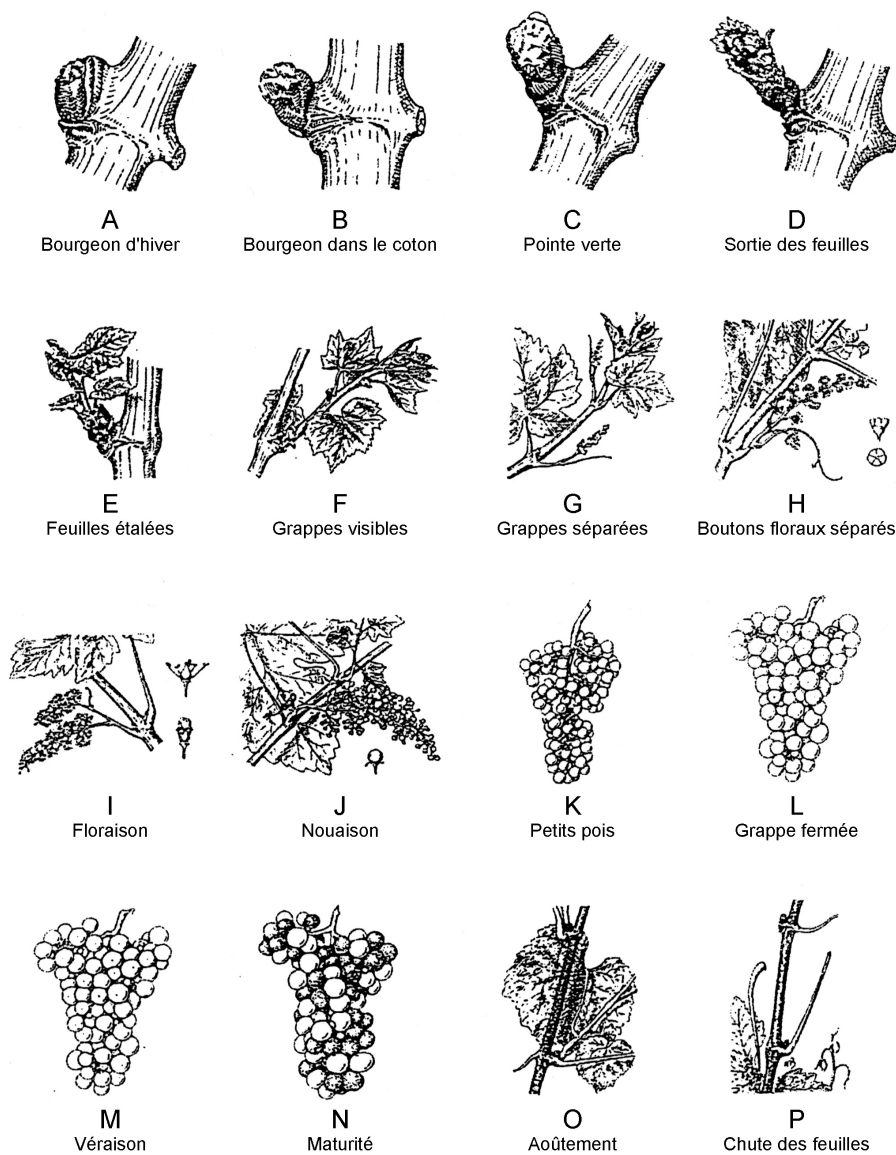 A
Bourgeon d'hiver
B
Bourgeon dans le coton
C
Pointe verte
D
Sortie des feuilles
E
Feuilles étalées
F
Grappes visibles
G
Grappes séparées
H
Boutons floraux séparés
I
Floraison
J
Nouaison
K
Petits pois
L
Grappe fermée
M
Véraison
N
Maturité
O
Aoûtement
P
Chute des feuilles